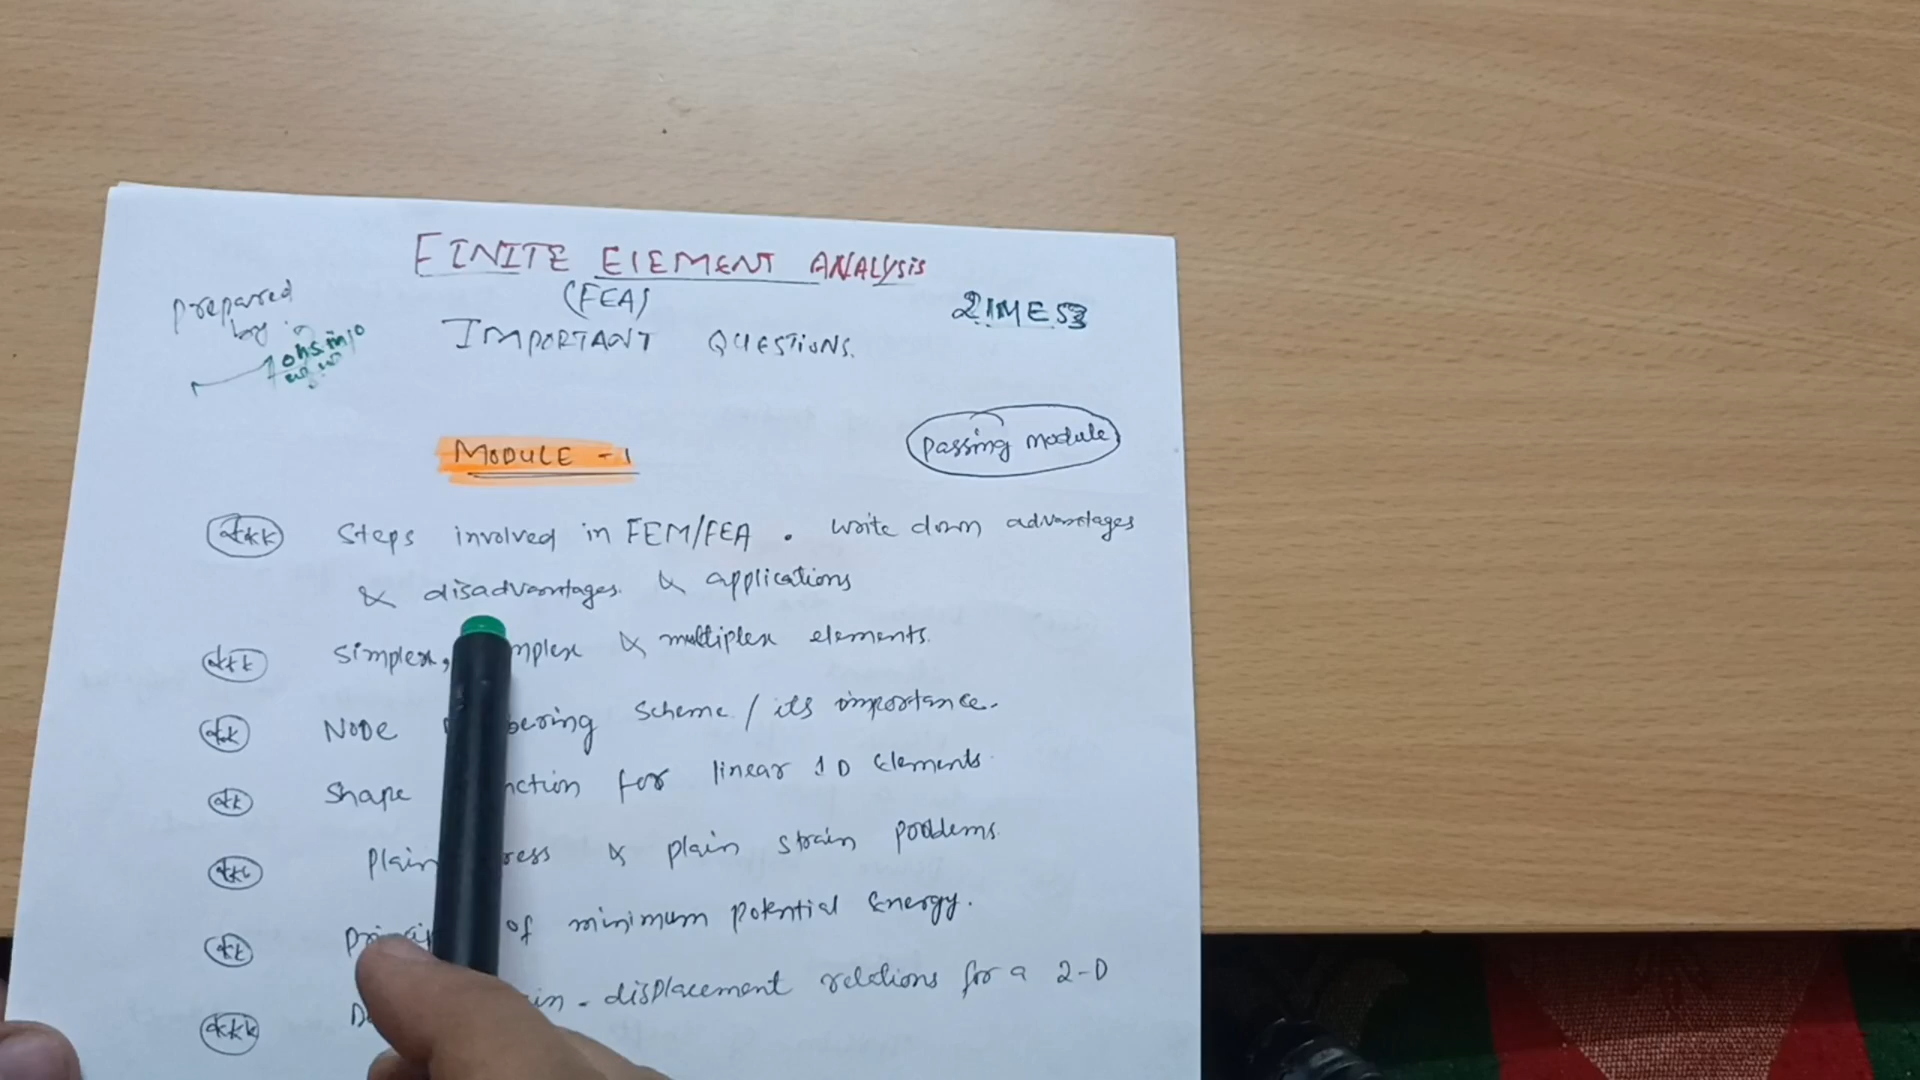 FINITE ELEMENT ANALYSIS
(FEA)
prepared
by
21ME53
IMPORTANT QUESTIONS.
MODULE - 1
passing module
Steps involved in FEM/FEA. write down advantages
& disadvantages. & applications
simplex, mplex & multiplex elements.
NODE bering scheme / its importance.
shape nction for linear 1D Elements.
plain ress & plain strain problems.
of minimum potential Energy.
in - displacement relations for a 2-D